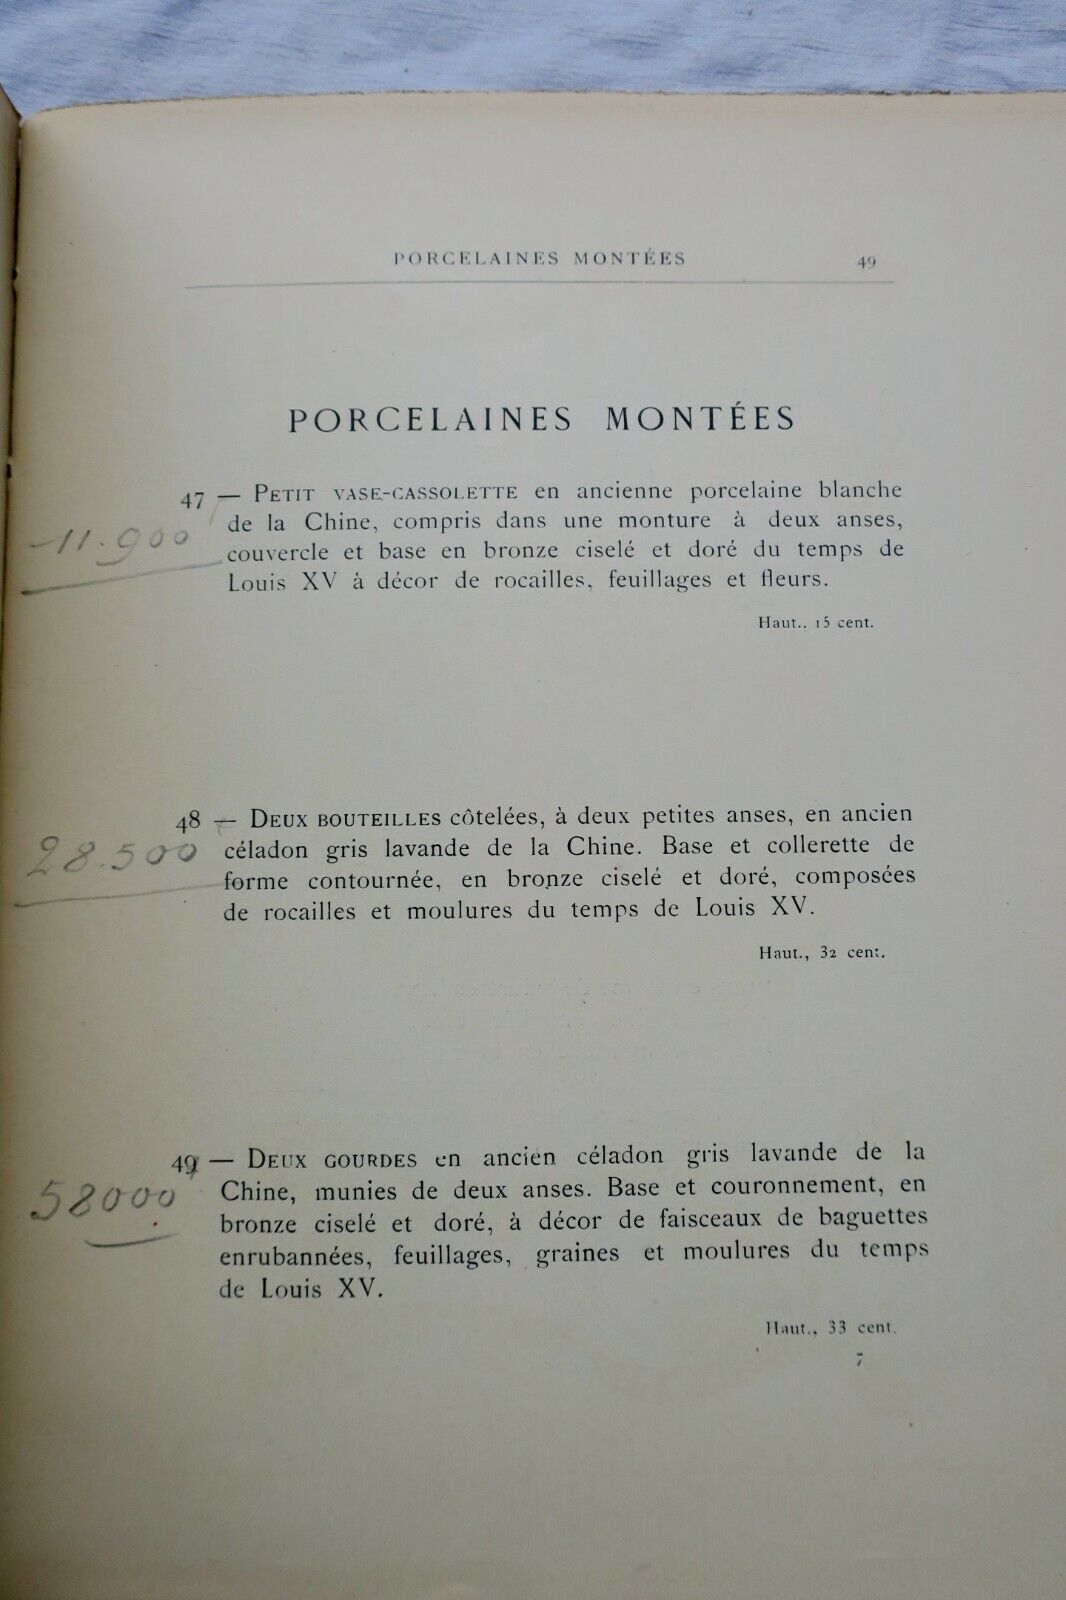 PORCELAINES MONTÉES 49
PORCELAINES MONTÉES
47 — PETIT VASE-CASSOLETTE en ancienne porcelaine blanche
de la Chine, compris dans une monture à deux anses,
11.900
couvercle et base en bronze ciselé et doré du temps de
Louis XV à décor de rocailles, feuillages et fleurs.
Haut., 15 cent.
48 — DEUX BOUTEILLES côtelées, à deux petites anses, en ancien
28.500
céladon gris lavande de la Chine. Base et collerette de
forme contournée, en bronze ciselé et doré, composées
de rocailles et moulures du temps de Louis XV.
Haut., 32 cent.
49 — DEUX GOURDES en ancien céladon gris lavande de la
58000
Chine, munies de deux anses. Base et couronnement, en
bronze ciselé et doré, à décor de faisceaux de baguettes
enrubannées, feuillages, graines et moulures du temps
de Louis XV.
Haut., 33 cent.
7